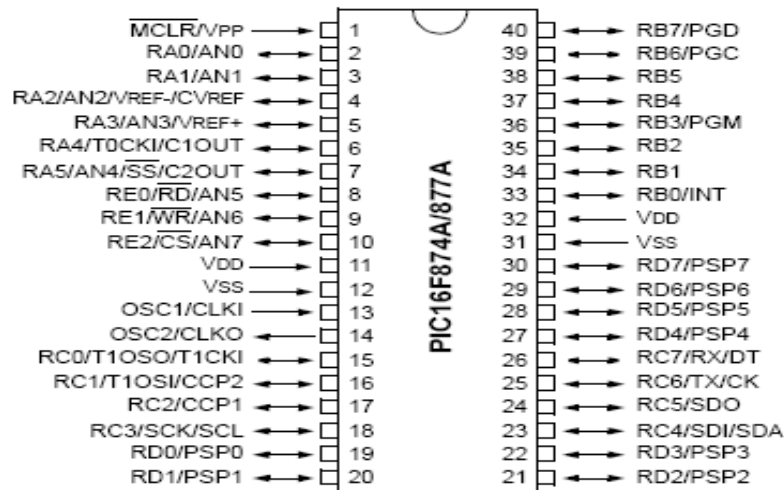 MCLR/VPP 1 40 RB7/PGD
RA0/AN0 2 39 RB6/PGC
RA1/AN1 3 38 RB5
RA2/AN2/VREF-/CVREF 4 37 RB4
RA3/AN3/VREF+ 5 36 RB3/PGM
RA4/T0CKI/C1OUT 6 35 RB2
RA5/AN4/SS/C2OUT 7 34 RB1
RE0/RD/AN5 8 33 RB0/INT
RE1/WR/AN6 9 32 VDD
RE2/CS/AN7 10 31 VSS
VDD 11 30 RD7/PSP7
VSS 12 29 RD6/PSP6
OSC1/CLKI 13 28 RD5/PSP5
OSC2/CLKO 14 27 RD4/PSP4
RC0/T1OSO/T1CKI 15 26 RC7/RX/DT
RC1/T1OSI/CCP2 16 25 RC6/TX/CK
RC2/CCP1 17 24 RC5/SDO
RC3/SCK/SCL 18 23 RC4/SDI/SDA
RD0/PSP0 19 22 RD3/PSP3
RD1/PSP1 20 21 RD2/PSP2
PIC16F874A/877A